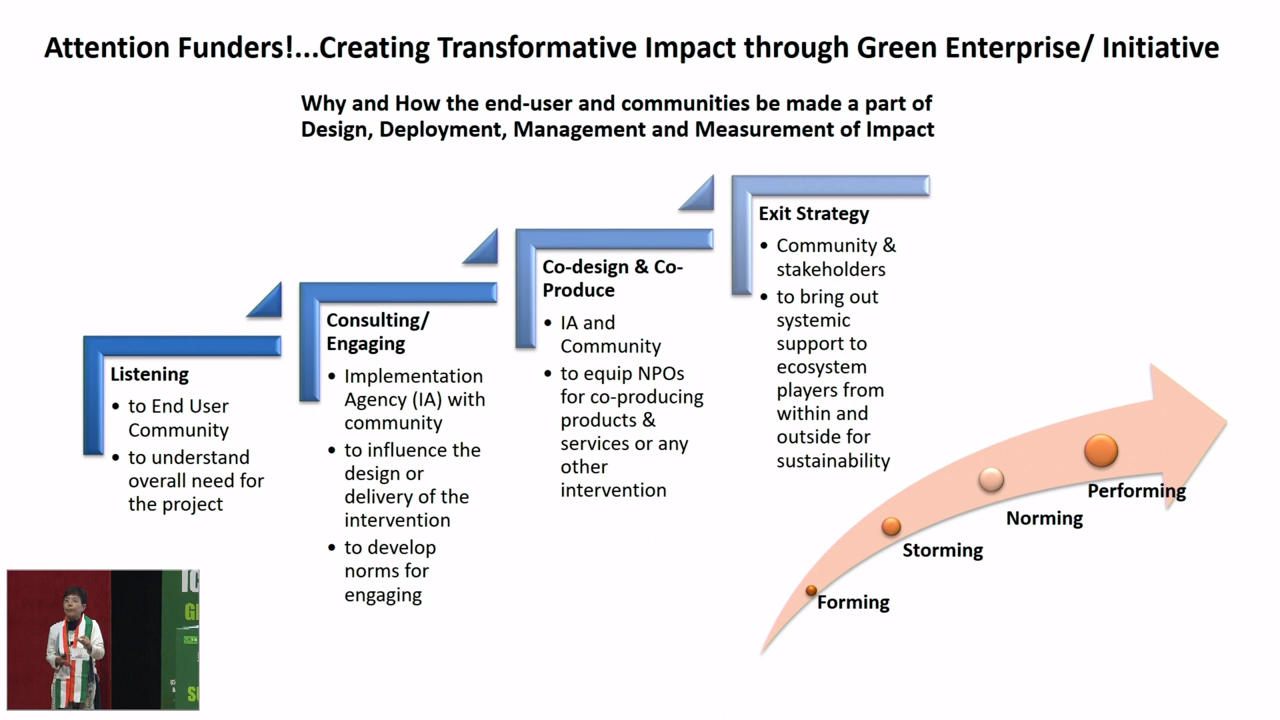 Attention Funders!...Creating Transformative Impact through Green Enterprise/ Initiative
Why and How the end-user and communities be made a part of
Design, Deployment, Management and Measurement of Impact
Listening
• to End User
Community
• to understand
overall need for
the project
Consulting/
Engaging
• Implementation
Agency (IA) with
community
• to influence the
design or
delivery of the
intervention
• to develop
norms for
engaging
Co-design & Co-
Produce
• IA and
Community
• to equip NPOs
for co-producing
products &
services or any
other
intervention
Exit Strategy
• Community &
stakeholders
• to bring out
systemic
support to
ecosystem
players from
within and
outside for
sustainability
Forming
Storming
Norming
Performing